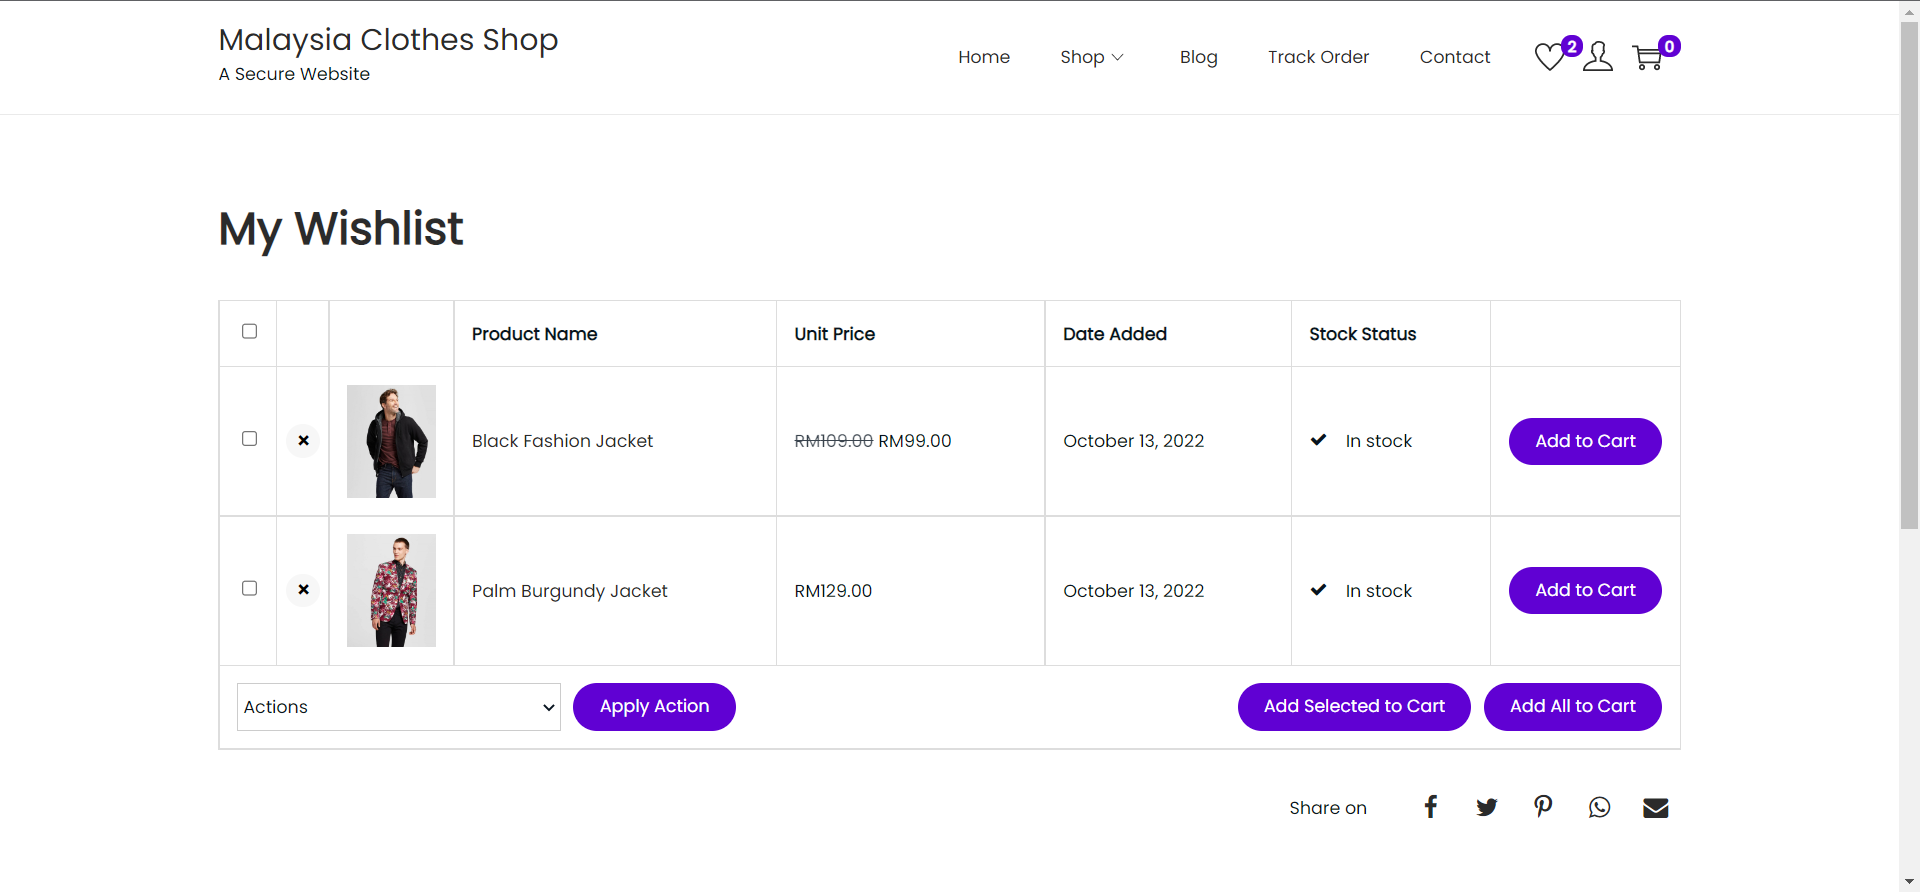 Malaysia Clothes Shop
A Secure Website
Home Shop Blog Track Order Contact 2 0
My Wishlist
Product Name Unit Price Date Added Stock Status
Black Fashion Jacket RM109.00 RM99.00 October 13, 2022 In stock Add to Cart
Palm Burgundy Jacket RM129.00 October 13, 2022 In stock Add to Cart
Actions Apply Action Add Selected to Cart Add All to Cart
Share on